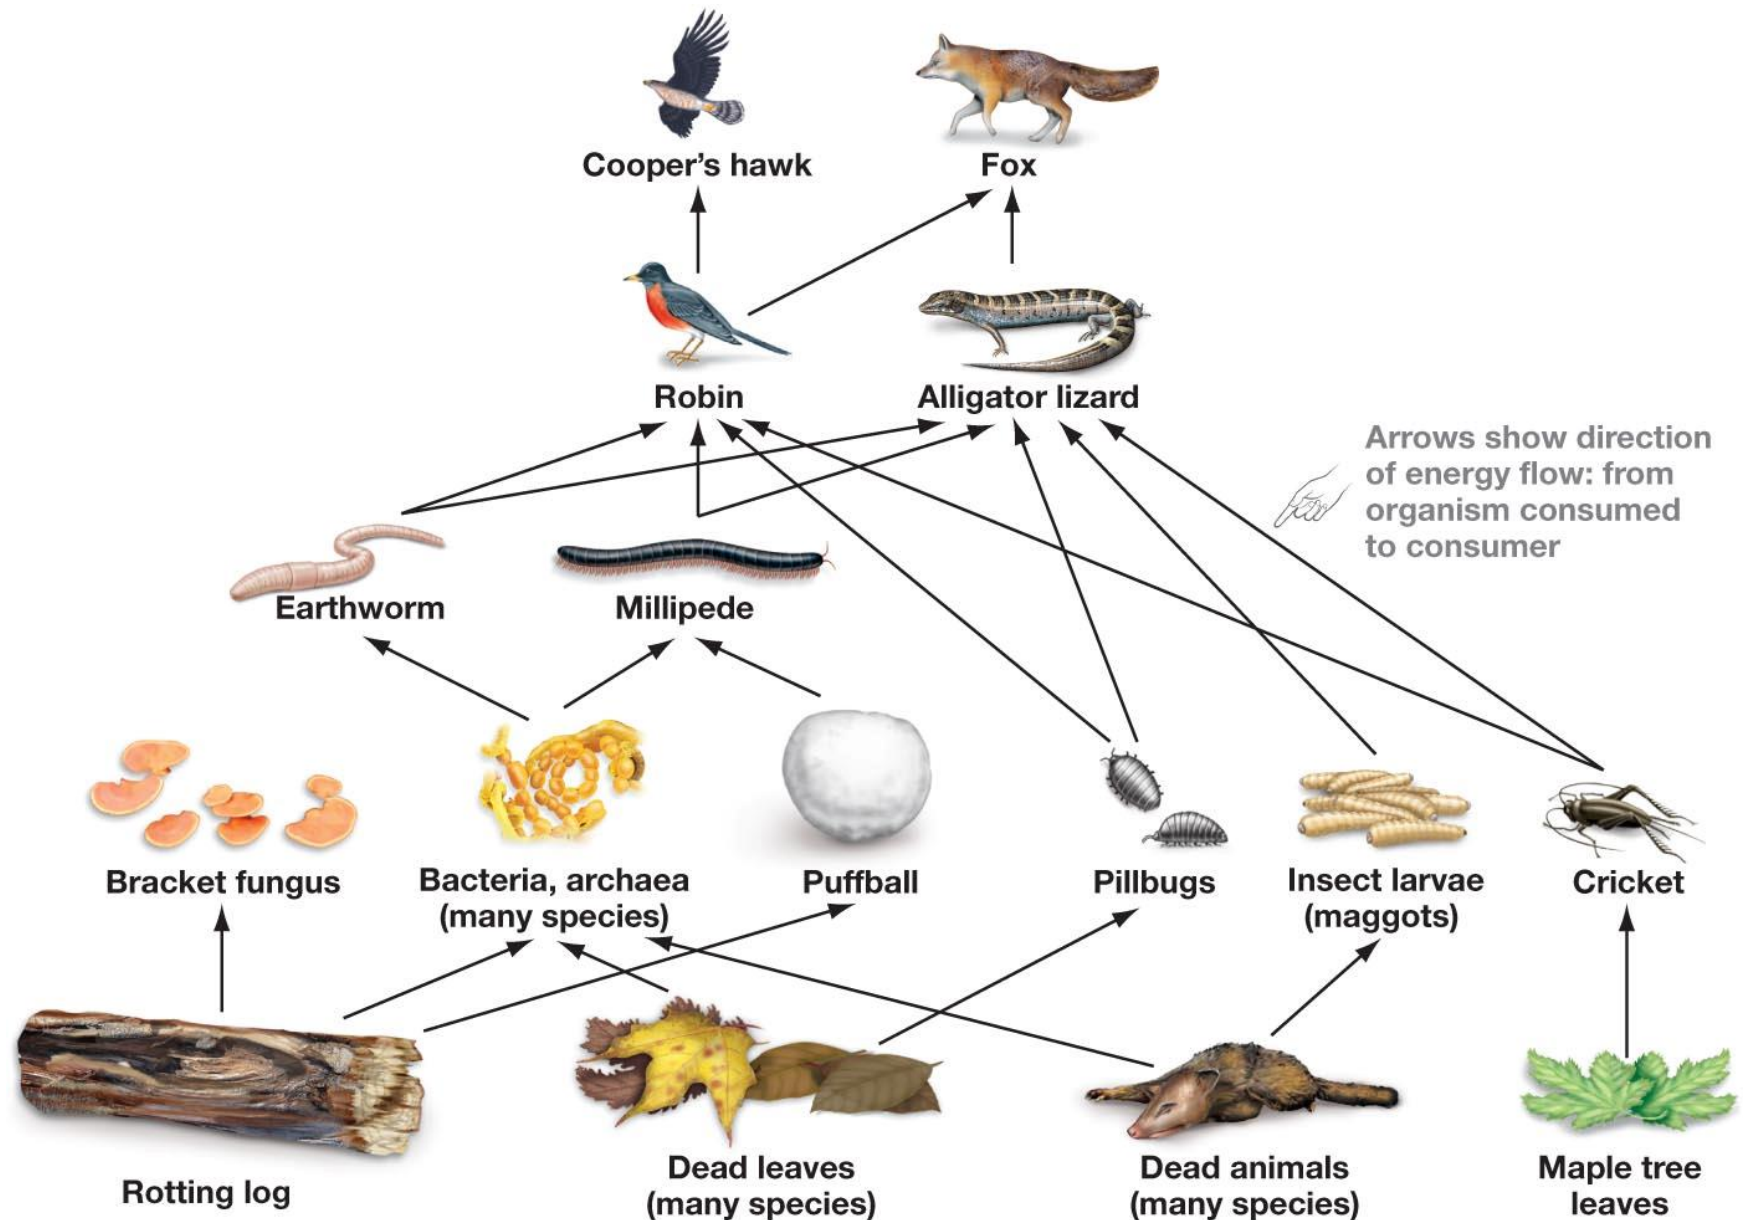 Cooper's hawk
Fox
Robin
Alligator lizard
Arrows show direction
of energy flow: from
organism consumed
to consumer
Earthworm
Millipede
Bracket fungus
Bacteria, archaea
(many species)
Puffball
Pillbugs
Insect larvae
(maggots)
Cricket
Rotting log
Dead leaves
(many species)
Dead animals
(many species)
Maple tree
leaves